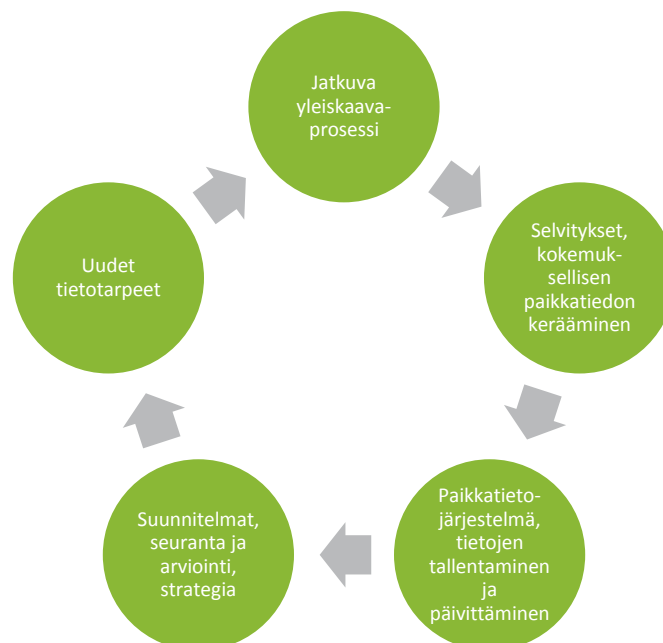 Jatkuva
yleiskaava-
prosessi
Selvitykset,
kokemuk-
sellisen
paikkatiedon
kerääminen
Paikkatieto-
järjestelmä,
tietojen
tallentaminen
ja
päivittäminen
Suunnitelmat,
seuranta ja
arviointi,
strategia
Uudet
tietotarpeet